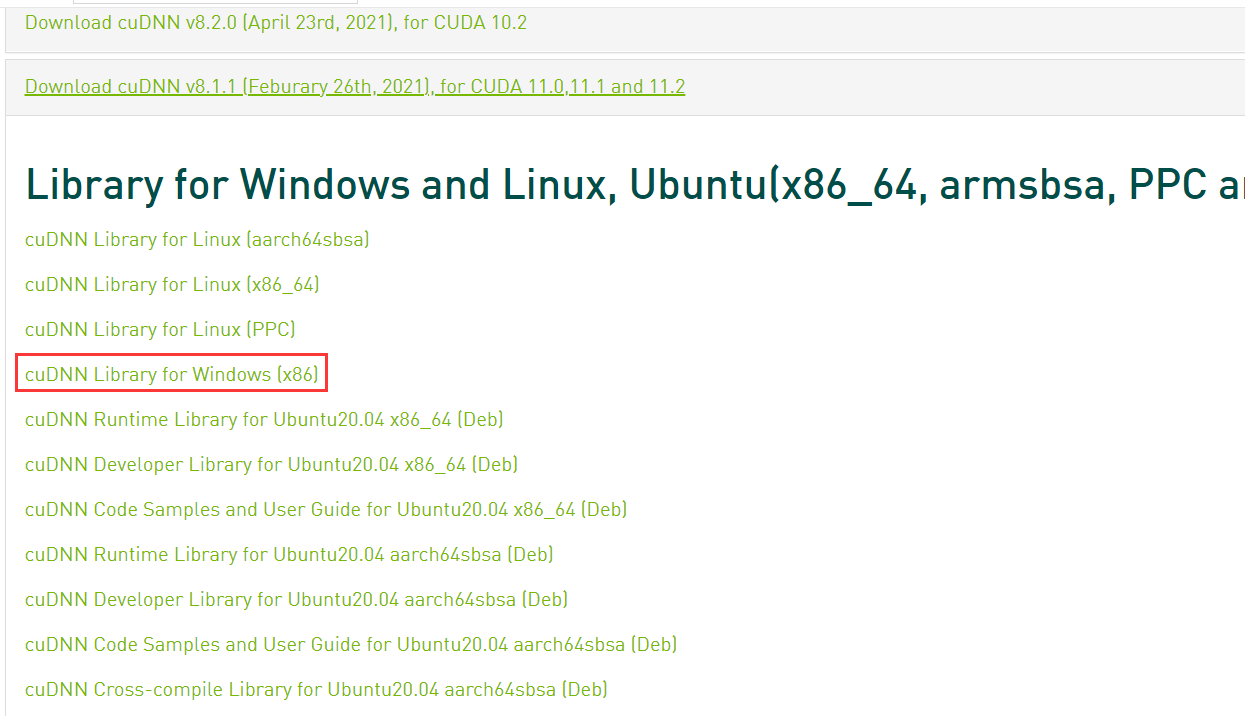 Download cuDNN v8.2.0 (April 23rd, 2021), for CUDA 10.2
Download cuDNN v8.1.1 (Feburary 26th, 2021), for CUDA 11.0,11.1 and 11.2
Library for Windows and Linux, Ubuntu(x86_64, armsbsa, PPC
cuDNN Library for Linux (aarch64sbsa)
cuDNN Library for Linux (x86_64)
cuDNN Library for Linux (PPC)
cuDNN Library for Windows (x86)
cuDNN Runtime Library for Ubuntu20.04 x86_64 (Deb)
cuDNN Developer Library for Ubuntu20.04 x86_64 (Deb)
cuDNN Code Samples and User Guide for Ubuntu20.04 x86_64 (Deb)
cuDNN Runtime Library for Ubuntu20.04 aarch64sbsa (Deb)
cuDNN Developer Library for Ubuntu20.04 aarch64sbsa (Deb)
cuDNN Code Samples and User Guide for Ubuntu20.04 aarch64sbsa (Deb)
cuDNN Cross-compile Library for Ubuntu20.04 aarch64sbsa (Deb)